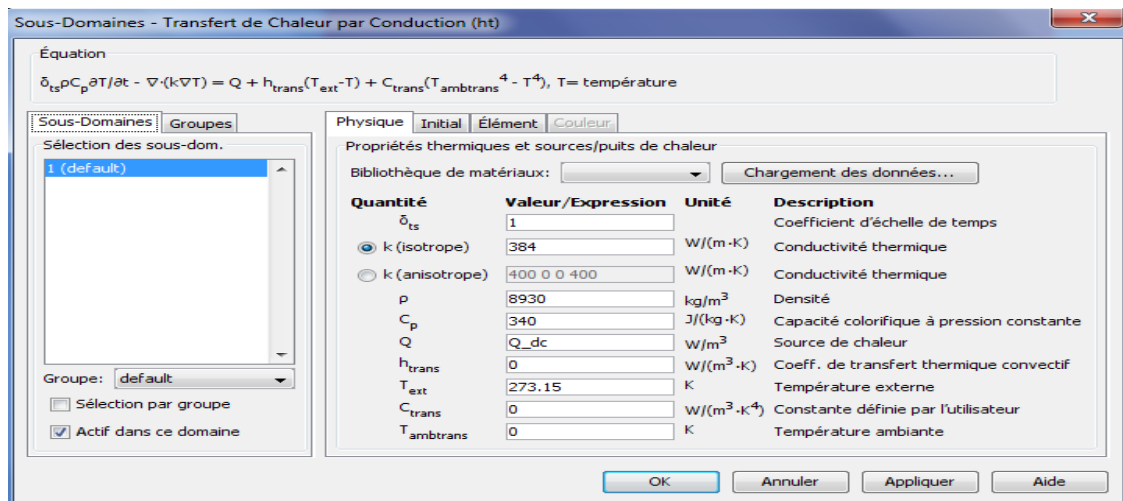 Sous-Domaines - Transfert de Chaleur par Conduction (ht)
Équation
δtsρCp∂T/∂t - ∇·(k∇T) = Q + htrans(Text-T) + Ctrans(Tambtrans⁴ - T⁴), T= température
Sous-Domaines Groupes
Sélection des sous-dom.
1 (default)
Groupe: default
Sélection par groupe
Actif dans ce domaine
Physique Initial Élément Couleur
Propriétés thermiques et sources/puits de chaleur
Bibliothèque de matériaux: Chargement des données...
Quantité Valeur/Expression Unité Description
δts 1 Coefficient d'échelle de temps
k (isotrope) 384 W/(m·K) Conductivité thermique
k (anisotrope) 400 0 0 400 W/(m·K) Conductivité thermique
ρ 8930 kg/m³ Densité
Cp 340 J/(kg·K) Capacité colorifique à pression constante
Q Q_dc W/m³ Source de chaleur
htrans 0 W/(m³·K) Coeff. de transfert thermique convectif
Text 273.15 K Température externe
Ctrans 0 W/(m³·K⁴) Constante définie par l'utilisateur
Tambtrans 0 K Température ambiante
OK Annuler Appliquer Aide